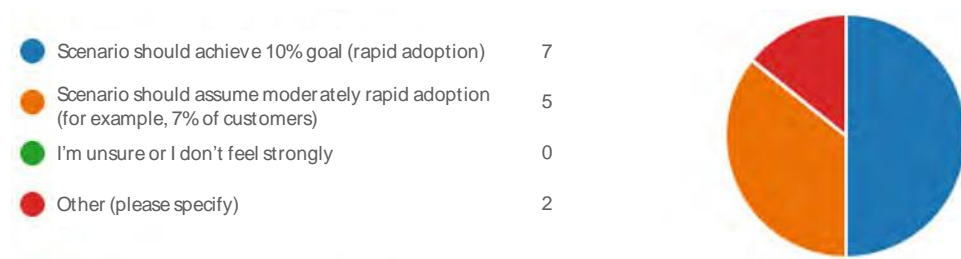 Scenario should achieve 10% goal (rapid adoption) 7
Scenario should assume moderately rapid adoption
(for example, 7% of customers) 5
I'm unsure or I don't feel strongly 0
Other (please specify) 2